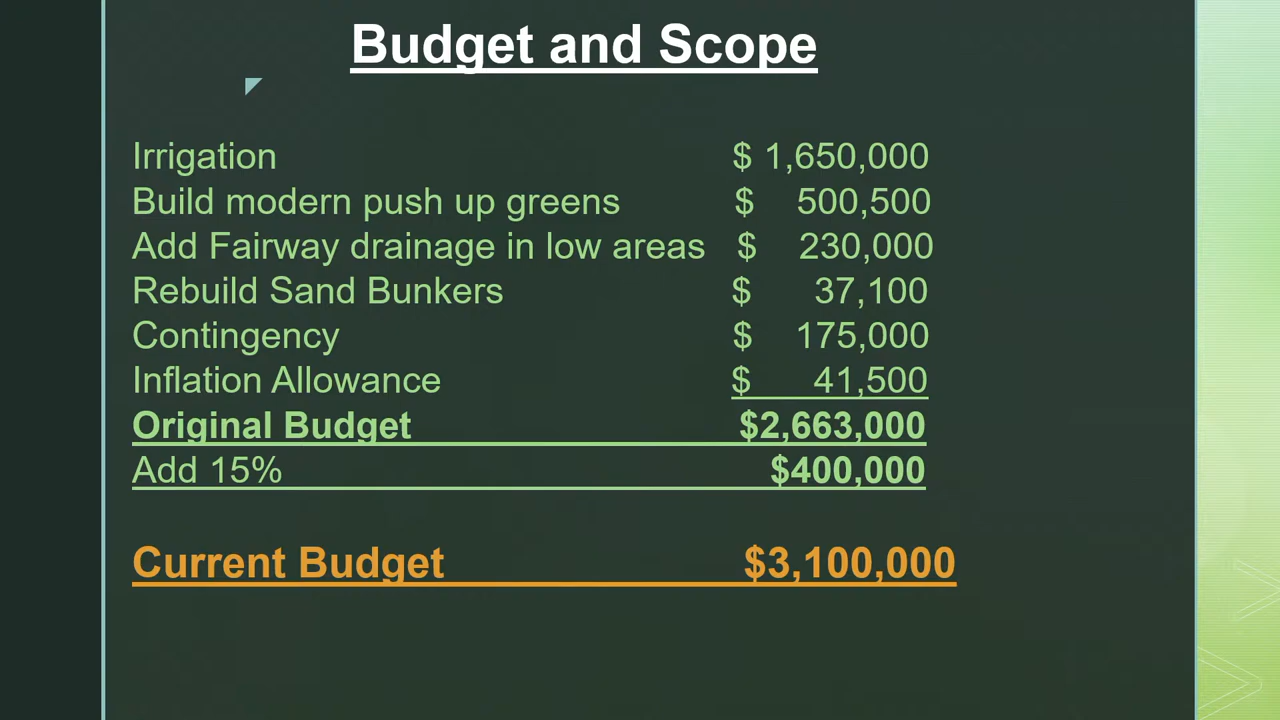 Budget and Scope
Irrigation $ 1,650,000
Build modern push up greens $ 500,500
Add Fairway drainage in low areas $ 230,000
Rebuild Sand Bunkers $ 37,100
Contingency $ 175,000
Inflation Allowance $ 41,500
Original Budget $2,663,000
Add 15% $400,000
Current Budget $3,100,000